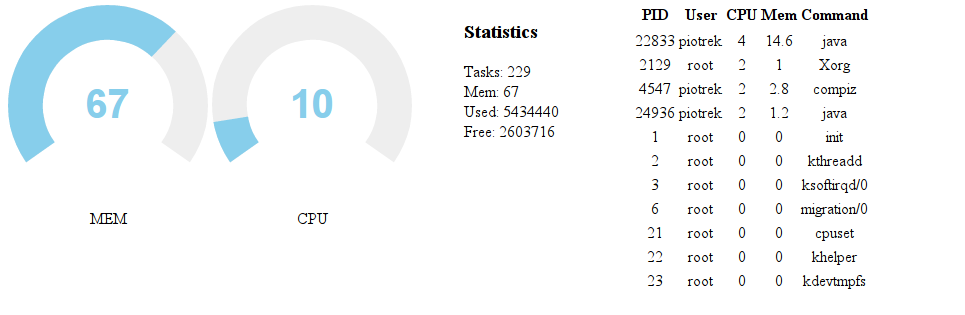 67
MEM
10
CPU
Statistics
Tasks: 229
Mem: 67
Used: 5434440
Free: 2603716
PID User CPU Mem Command
22833 piotrek 4 14.6 java
2129 root 2 1 Xorg
4547 piotrek 2 2.8 compiz
24936 piotrek 2 1.2 java
1 root 0 0 init
2 root 0 0 kthreadd
3 root 0 0 ksoftirqd/0
6 root 0 0 migration/0
21 root 0 0 cpuset
22 root 0 0 khelper
23 root 0 0 kdevtmpfs